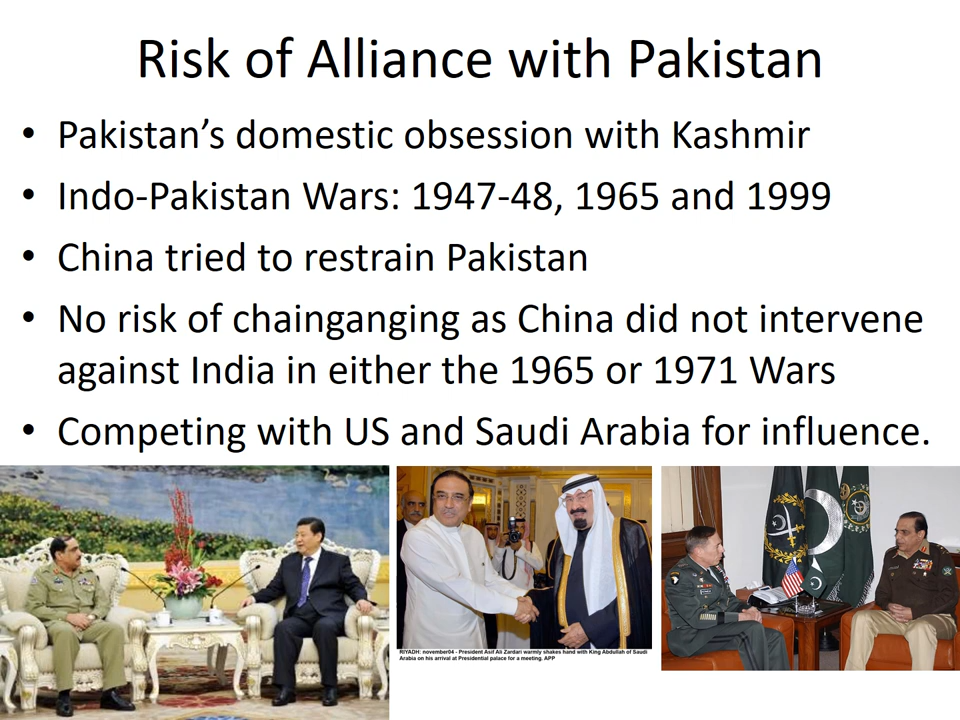 Risk of Alliance with Pakistan
• Pakistan’s domestic obsession with Kashmir
• Indo-Pakistan Wars: 1947-48, 1965 and 1999
• China tried to restrain Pakistan
• No risk of chainganging as China did not intervene
against India in either the 1965 or 1971 Wars
• Competing with US and Saudi Arabia for influence.
RIYADH: november04 - President Asif Ali Zardari warmly shakes hand with King Abdullah of Saudi
Arabia on his arrival at Presidential palace for a meeting. APP